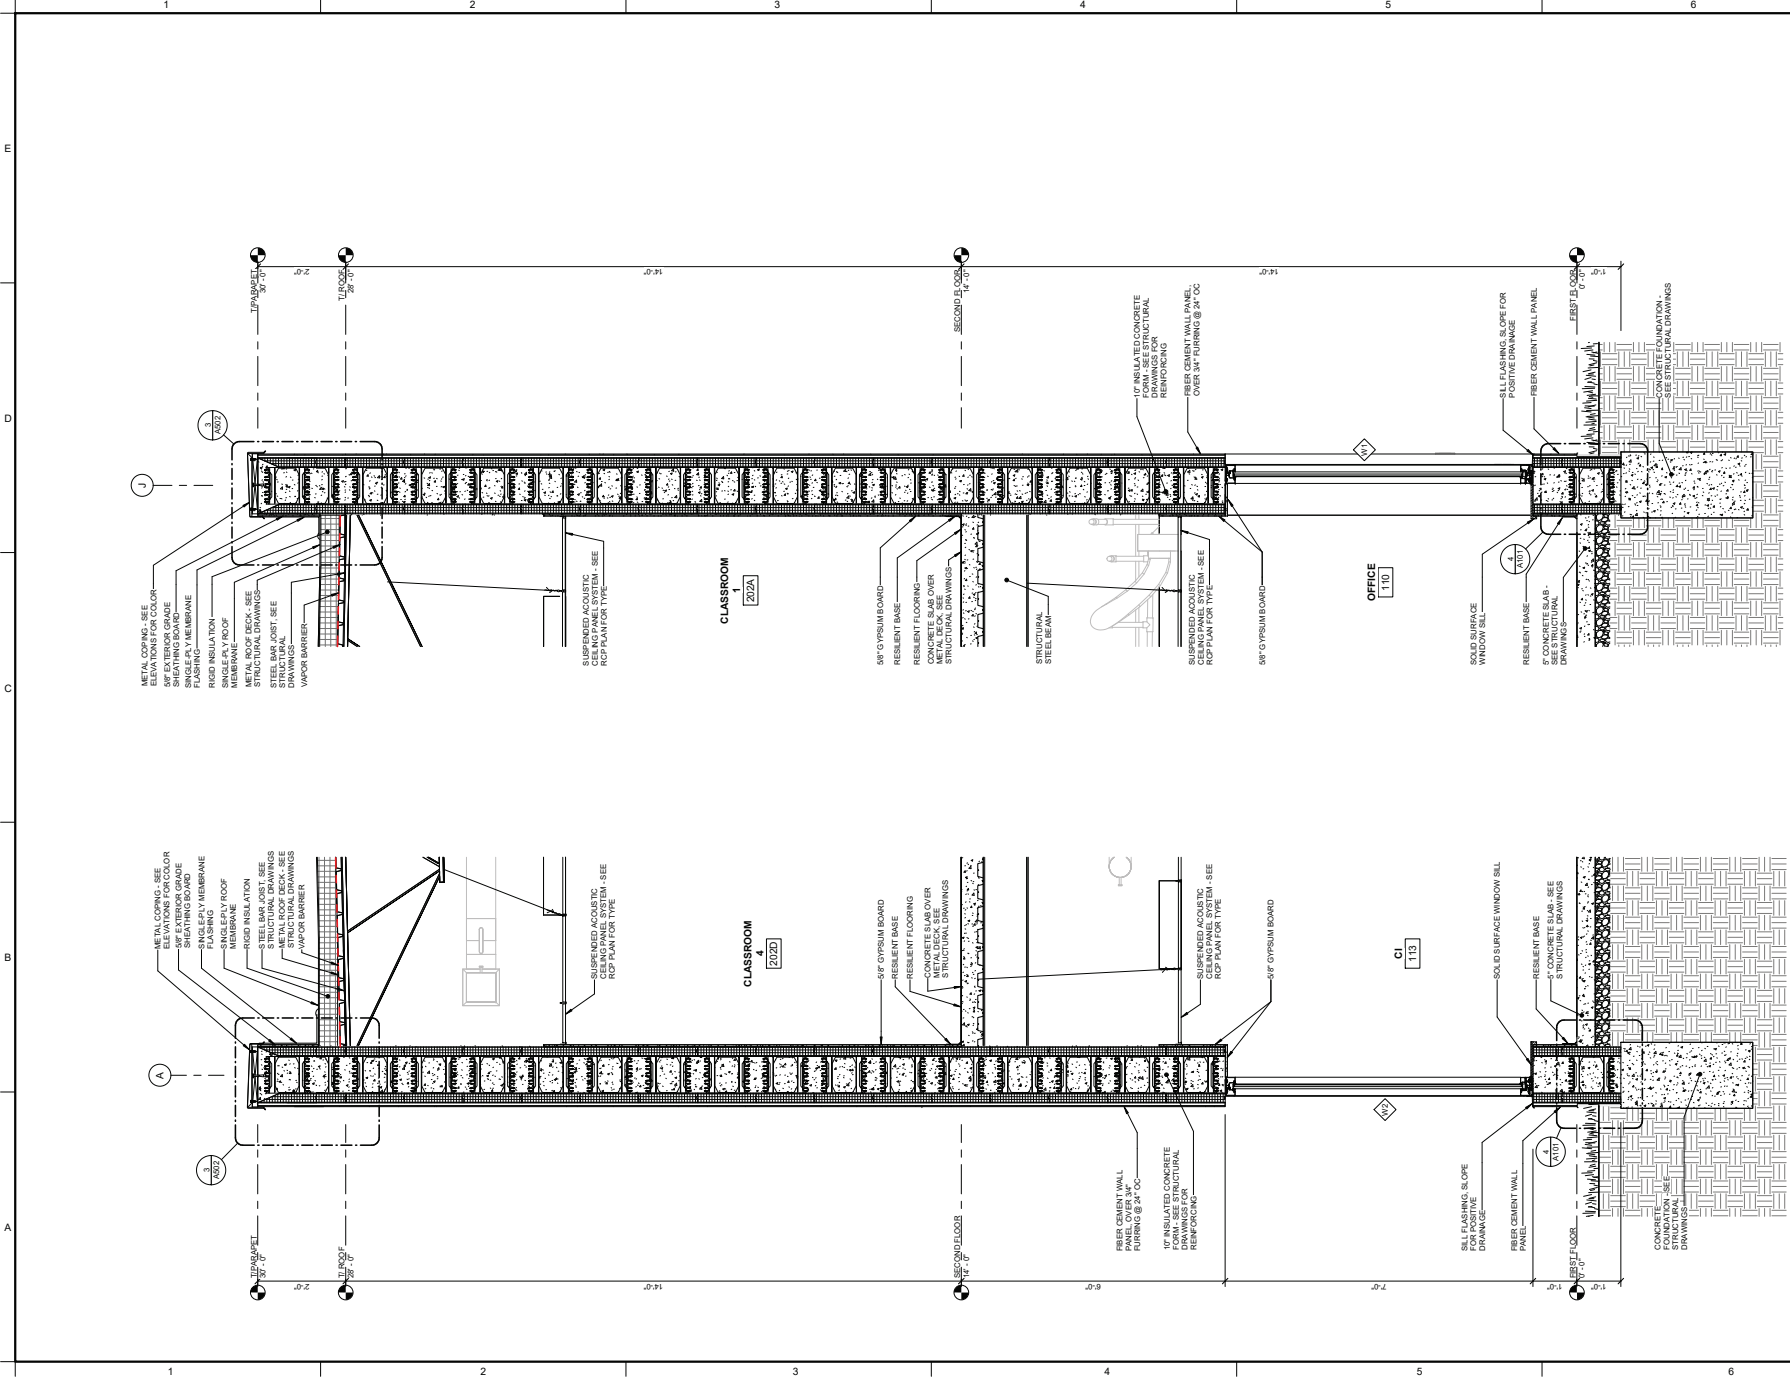 1
2
3
4
5
6
E
D
C
B
A
T/PARAPET
30' - 0"
T/ ROOF
28' - 0"
SECOND FLOOR
14' - 0"
FIRST FLOOR
0' - 0"
2'-0"
14'-0"
14'-0"
1'-0"
3
A502
J
10" INSULATED CONCRETE
FORM - SEE STRUCTURAL
DRAWINGS FOR
REINFORCING
FIBER CEMENT WALL PANEL,
OVER 3/4" FURRING @ 24" OC
W1
SILL FLASHING, SLOPE FOR
POSITIVE DRAINAGE
FIBER CEMENT WALL PANEL
CONCRETE FOUNDATION -
SEE STRUCTURAL DRAWINGS
METAL COPING - SEE
ELEVATIONS FOR COLOR
5/8" EXTERIOR GRADE
SHEATHING BOARD
SINGLE-PLY MEMBRANE
FLASHING
RIGID INSULATION
SINGLE-PLY ROOF
MEMBRANE
METAL ROOF DECK - SEE
STRUCTURAL DRAWINGS
STEEL BAR JOIST, SEE
STRUCTURAL
DRAWINGS
VAPOR BARRIER
SUSPENDED ACOUSTIC
CEILING PANEL SYSTEM - SEE
RCP PLAN FOR TYPE
CLASSROOM
1
202A
5/8" GYPSUM BOARD
RESILIENT BASE
RESILIENT FLOORING
CONCRETE SLAB OVER
METAL DECK, SEE
STRUCTURAL DRAWINGS
STRUCTURAL
STEEL BEAM
SUSPENDED ACOUSTIC
CEILING PANEL SYSTEM - SEE
RCP PLAN FOR TYPE
5/8" GYPSUM BOARD
OFFICE
110
SOLID SURFACE
WINDOW SILL
4
A101
RESILIENT BASE
5" CONCRETE SLAB -
SEE STRUCTURAL
DRAWINGS
METAL COPING - SEE
ELEVATIONS FOR COLOR
5/8" EXTERIOR GRADE
SHEATHING BOARD
SINGLE-PLY MEMBRANE
FLASHING
SINGLE-PLY ROOF
MEMBRANE
RIGID INSULATION
STEEL BAR JOIST, SEE
STRUCTURAL DRAWINGS
METAL ROOF DECK - SEE
STRUCTURAL DRAWINGS
VAPOR BARRIER
SUSPENDED ACOUSTIC
CEILING PANEL SYSTEM - SEE
RCP PLAN FOR TYPE
CLASSROOM
4
202D
5/8" GYPSUM BOARD
RESILIENT BASE
RESILIENT FLOORING
CONCRETE SLAB OVER
METAL DECK, SEE
STRUCTURAL DRAWINGS
SUSPENDED ACOUSTIC
CEILING PANEL SYSTEM - SEE
RCP PLAN FOR TYPE
5/8" GYPSUM BOARD
CI
113
SOLID SURFACE WINDOW SILL
RESILIENT BASE
5" CONCRETE SLAB - SEE
STRUCTURAL DRAWINGS
A
3
A502
W2
4
A101
FIBER CEMENT WALL
PANEL, OVER 3/4"
FURRING @ 24" OC
10" INSULATED CONCRETE
FORM - SEE STRUCTURAL
DRAWINGS FOR
REINFORCING
SILL FLASHING, SLOPE
FOR POSITIVE
DRAINAGE
FIBER CEMENT WALL
PANEL
CONCRETE
FOUNDATION - SEE
STRUCTURAL
DRAWINGS
T/PARAPET
30' - 0"
T/ ROOF
28' - 0"
SECOND FLOOR
14' - 0"
FIRST FLOOR
0' - 0"
2'-0"
14'-0"
6'-0"
7'-0"
1'-0"
1'-0"
1
2
3
4
5
6